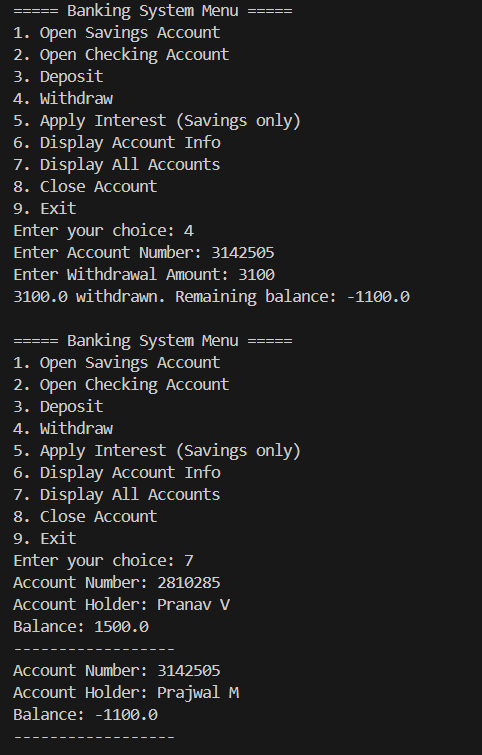 ===== Banking System Menu =====
1. Open Savings Account
2. Open Checking Account
3. Deposit
4. Withdraw
5. Apply Interest (Savings only)
6. Display Account Info
7. Display All Accounts
8. Close Account
9. Exit
Enter your choice: 4
Enter Account Number: 3142505
Enter Withdrawal Amount: 3100
3100.0 withdrawn. Remaining balance: -1100.0

===== Banking System Menu =====
1. Open Savings Account
2. Open Checking Account
3. Deposit
4. Withdraw
5. Apply Interest (Savings only)
6. Display Account Info
7. Display All Accounts
8. Close Account
9. Exit
Enter your choice: 7
Account Number: 2810285
Account Holder: Pranav V
Balance: 1500.0
------------------
Account Number: 3142505
Account Holder: Prajwal M
Balance: -1100.0
------------------